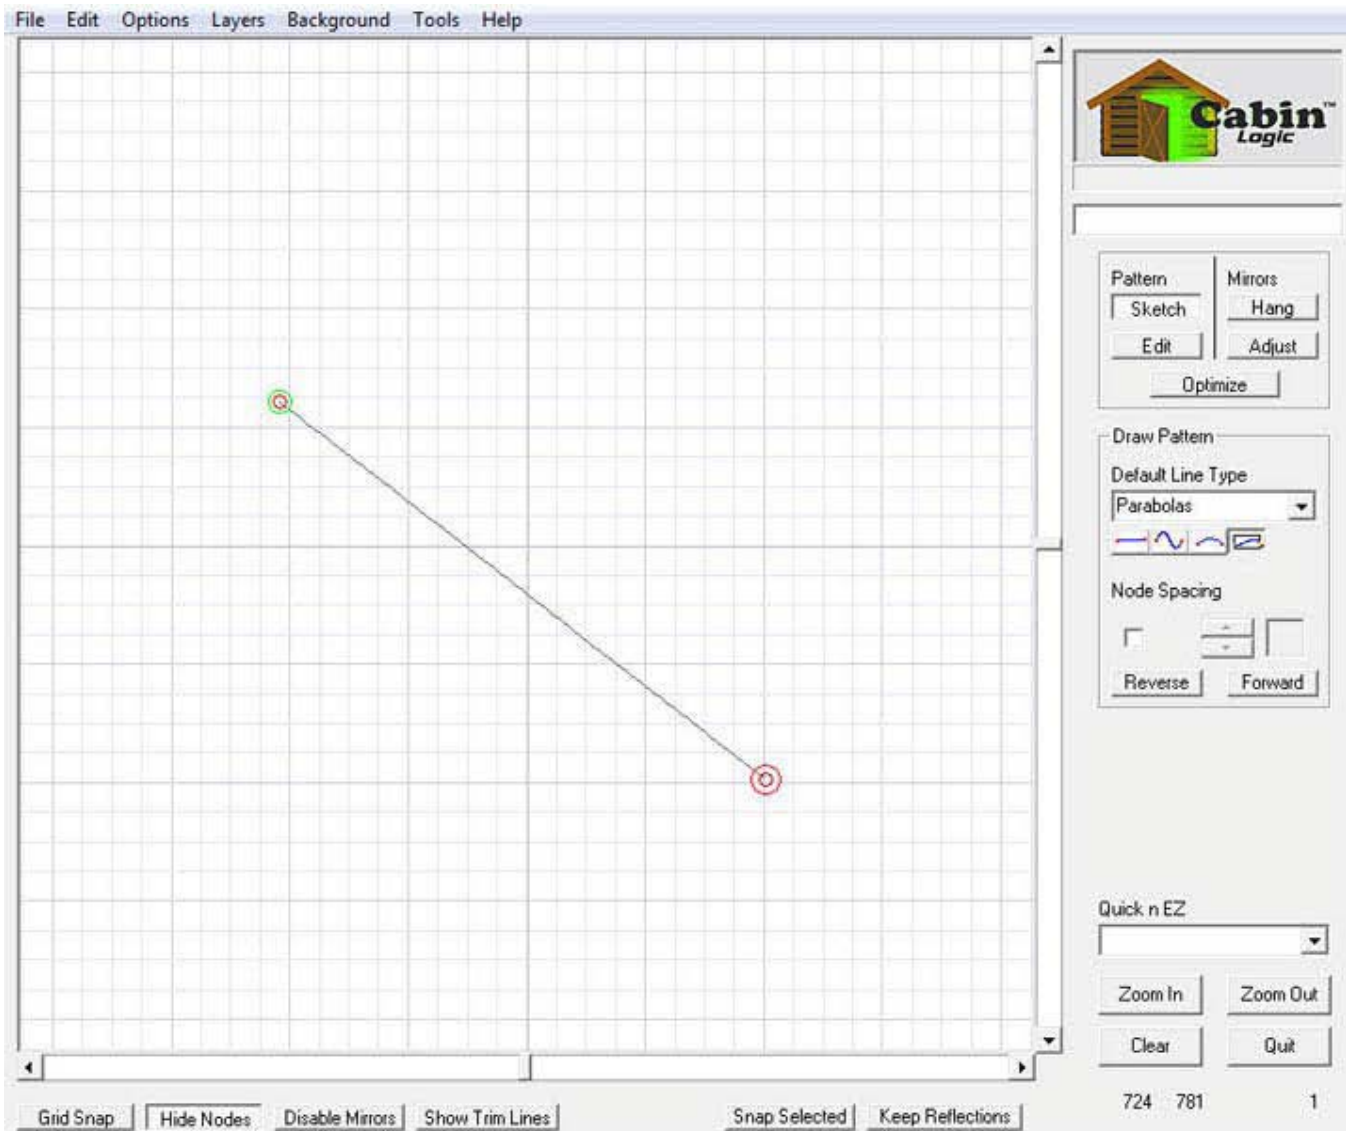 File Edit Options Layers Background Tools Help
Cabin™
Logic
Pattern Mirrors
Sketch Hang
Edit Adjust
Optimize
Draw Pattern
Default Line Type
Parabolas
Node Spacing
Reverse Forward
Quick n EZ
Zoom In Zoom Out
Clear Quit
724 781 1
Grid Snap Hide Nodes Disable Mirrors Show Trim Lines Snap Selected Keep Reflections